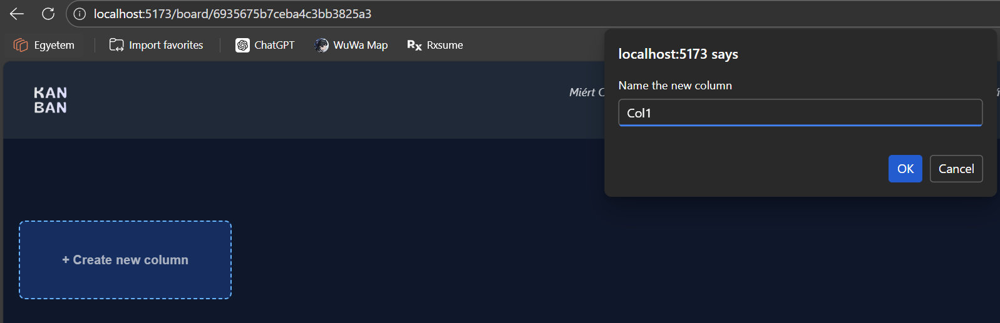 localhost:5173/board/6935675b7ceba4c3bb3825a3
Egyetem Import favorites ChatGPT WuWa Map Rxsume
localhost:5173 says
Name the new column
Col1
OK Cancel
KAN
BAN
Miért
+ Create new column